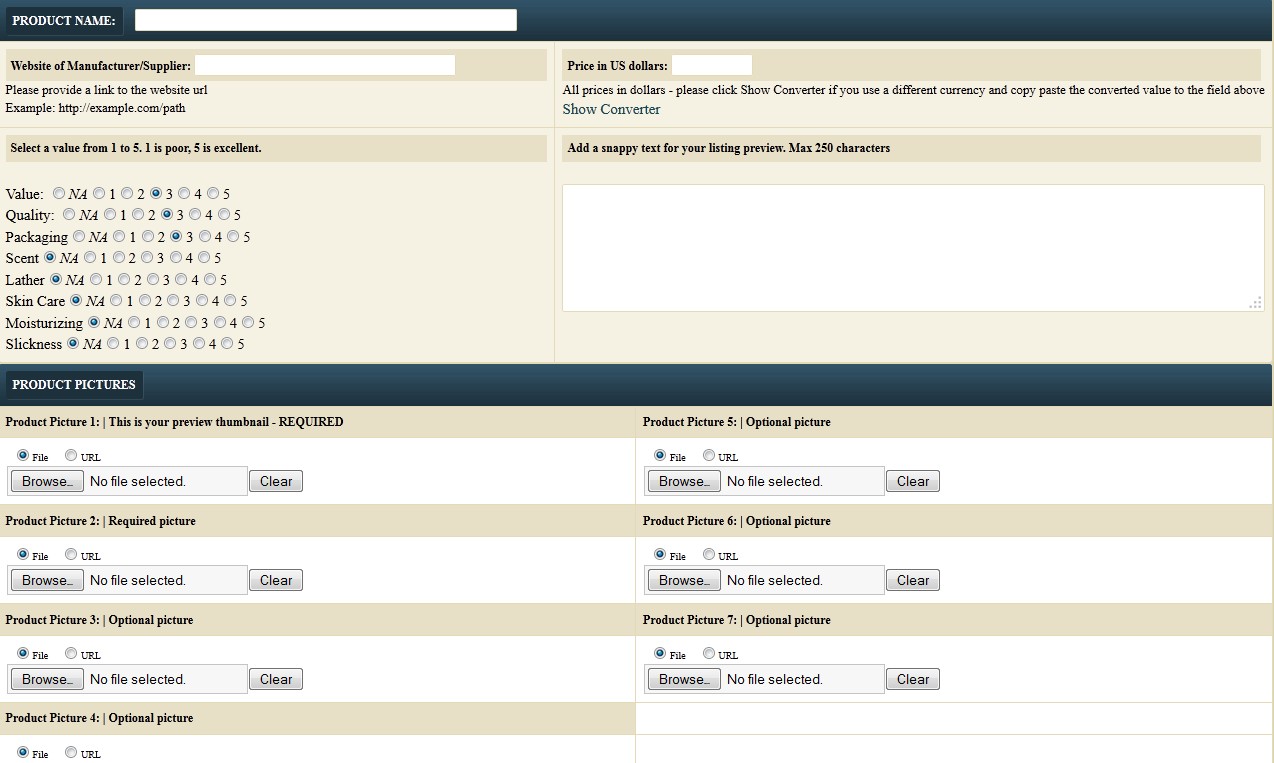 PRODUCT NAME:
Website of Manufacturer/Supplier:
Please provide a link to the website url
Example: http://example.com/path
Price in US dollars:
All prices in dollars - please click Show Converter if you use a different currency and copy paste the converted value to the field above
Show Converter
Select a value from 1 to 5. 1 is poor, 5 is excellent.
Add a snappy text for your listing preview. Max 250 characters
Value: NA 1 2 3 4 5
Quality: NA 1 2 3 4 5
Packaging NA 1 2 3 4 5
Scent NA 1 2 3 4 5
Lather NA 1 2 3 4 5
Skin Care NA 1 2 3 4 5
Moisturizing NA 1 2 3 4 5
Slickness NA 1 2 3 4 5
PRODUCT PICTURES
Product Picture 1: | This is your preview thumbnail - REQUIRED
File URL
Browse... No file selected. Clear
Product Picture 5: | Optional picture
File URL
Browse... No file selected. Clear
Product Picture 2: | Required picture
File URL
Browse... No file selected. Clear
Product Picture 6: | Optional picture
File URL
Browse... No file selected. Clear
Product Picture 3: | Optional picture
File URL
Browse... No file selected. Clear
Product Picture 7: | Optional picture
File URL
Browse... No file selected. Clear
Product Picture 4: | Optional picture
File URL